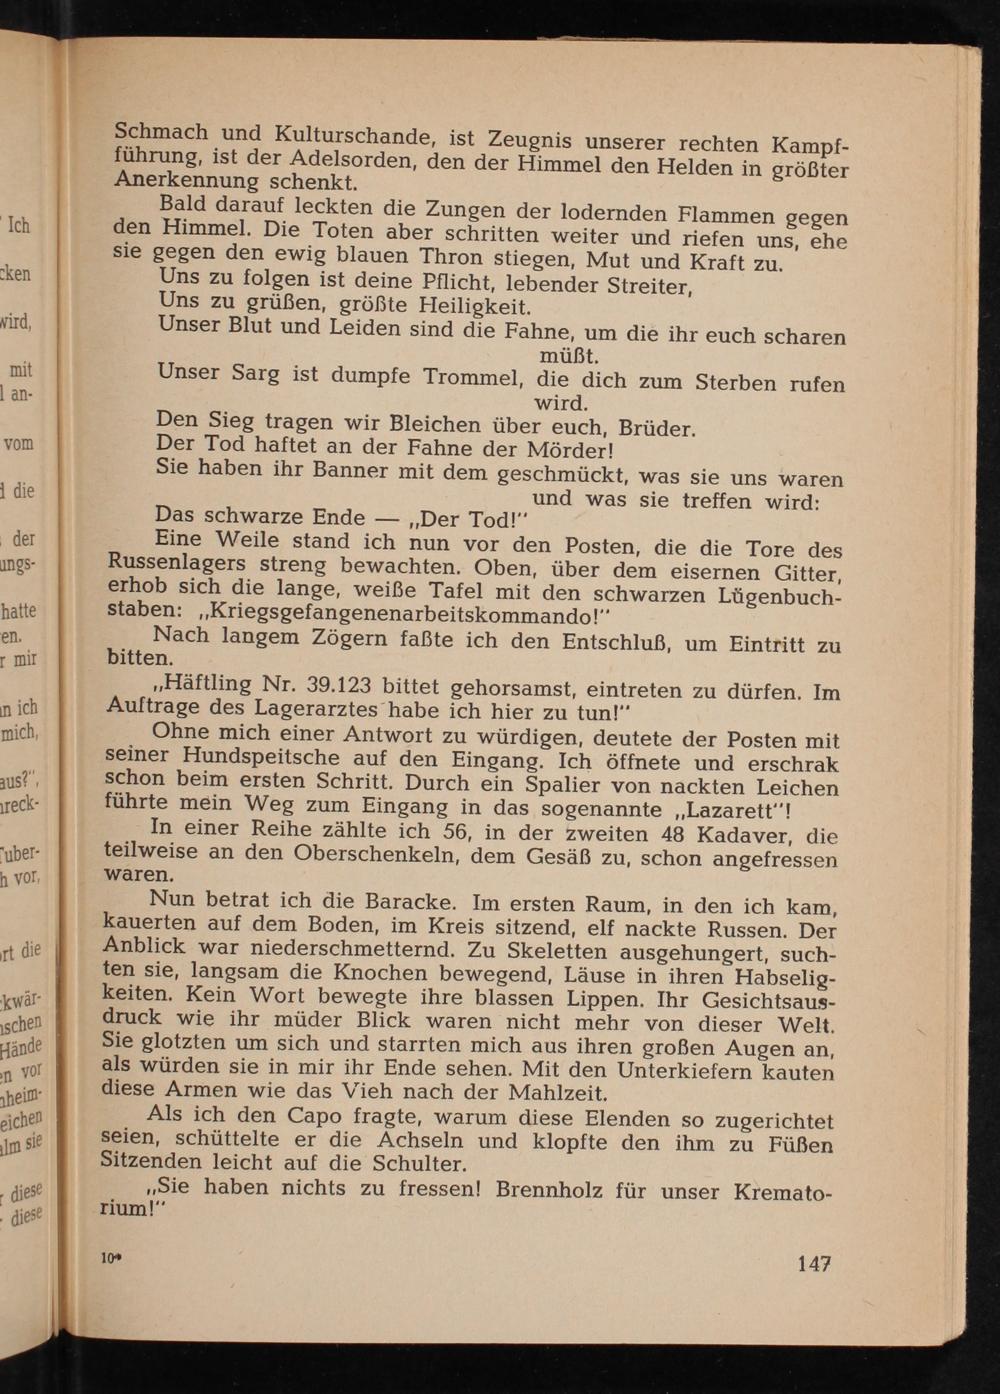 Schmach und Kulturschande, ist Zeugnis unserer rechten Kampf-
führung, ist der Adelsorden, den der Himmel den Helden in größter
Anerkennung schenkt.
Bald darauf leckten die Zungen der lodernden Flammen gegen
den Himmel. Die Toten aber schritten weiter und riefen uns, ehe
sie gegen den ewig blauen Thron stiegen, Mut und Kraft zu.
Uns zu folgen ist deine Pflicht, lebender Streiter,
Uns zu grüßen, größte Heiligkeit.
Unser Blut und Leiden sind die Fahne, um die ihr euch scharen
müßt.
Unser Sarg ist dumpfe Trommel, die dich zum Sterben rufen
wird.
Den Sieg tragen wir Bleichen über euch, Brüder.
Der Tod haftet an der Fahne der Mörder!
Sie haben ihr Banner mit dem geschmückt, was sie uns waren
und was sie treffen wird:
Das schwarze Ende — „Der Tod!"
Eine Weile stand ich nun vor den Posten, die die Tore des
Russenlagers streng bewachten. Oben, über dem eisernen Gitter,
erhob sich die lange, weiße Tafel mit den schwarzen Lügenbuch-
staben: „Kriegsgefangenenarbeitskommando!"
Nach langem Zögern faßte ich den Entschluß, um Eintritt zu
bitten.
„Häftling Nr. 39.123 bittet gehorsamst, eintreten zu dürfen. Im
Auftrage des Lagerarztes habe ich hier zu tun!"
Ohne mich einer Antwort zu würdigen, deutete der Posten mit
seiner Hundspeitsche auf den Eingang. Ich öffnete und erschrak
schon beim ersten Schritt. Durch ein Spalier von nackten Leichen
führte mein Weg zum Eingang in das sogenannte „Lazarett"!
In einer Reihe zählte ich 56, in der zweiten 48 Kadaver, die
teilweise an den Oberschenkeln, dem Gesäß zu, schon angefressen
waren.
Nun betrat ich die Baracke. Im ersten Raum, in den ich kam,
kauerten auf dem Boden, im Kreis sitzend, elf nackte Russen. Der
Anblick war niederschmetternd. Zu Skeletten ausgehungert, such-
ten sie, langsam die Knochen bewegend, Läuse in ihren Habselig-
keiten. Kein Wort bewegte ihre blassen Lippen. Ihr Gesichtsaus-
druck wie ihr müder Blick waren nicht mehr von dieser Welt.
Sie glotzten um sich und starrten mich aus ihren großen Augen an,
als würden sie in mir ihr Ende sehen. Mit den Unterkiefern kauten
diese Armen wie das Vieh nach der Mahlzeit.
Als ich den Capo fragte, warum diese Elenden so zugerichtet
seien, schüttelte er die Achseln und klopfte den ihm zu Füßen
Sitzenden leicht auf die Schulter.
„Sie haben nichts zu fressen! Brennholz für unser Kremato-
rium!"
10*
147